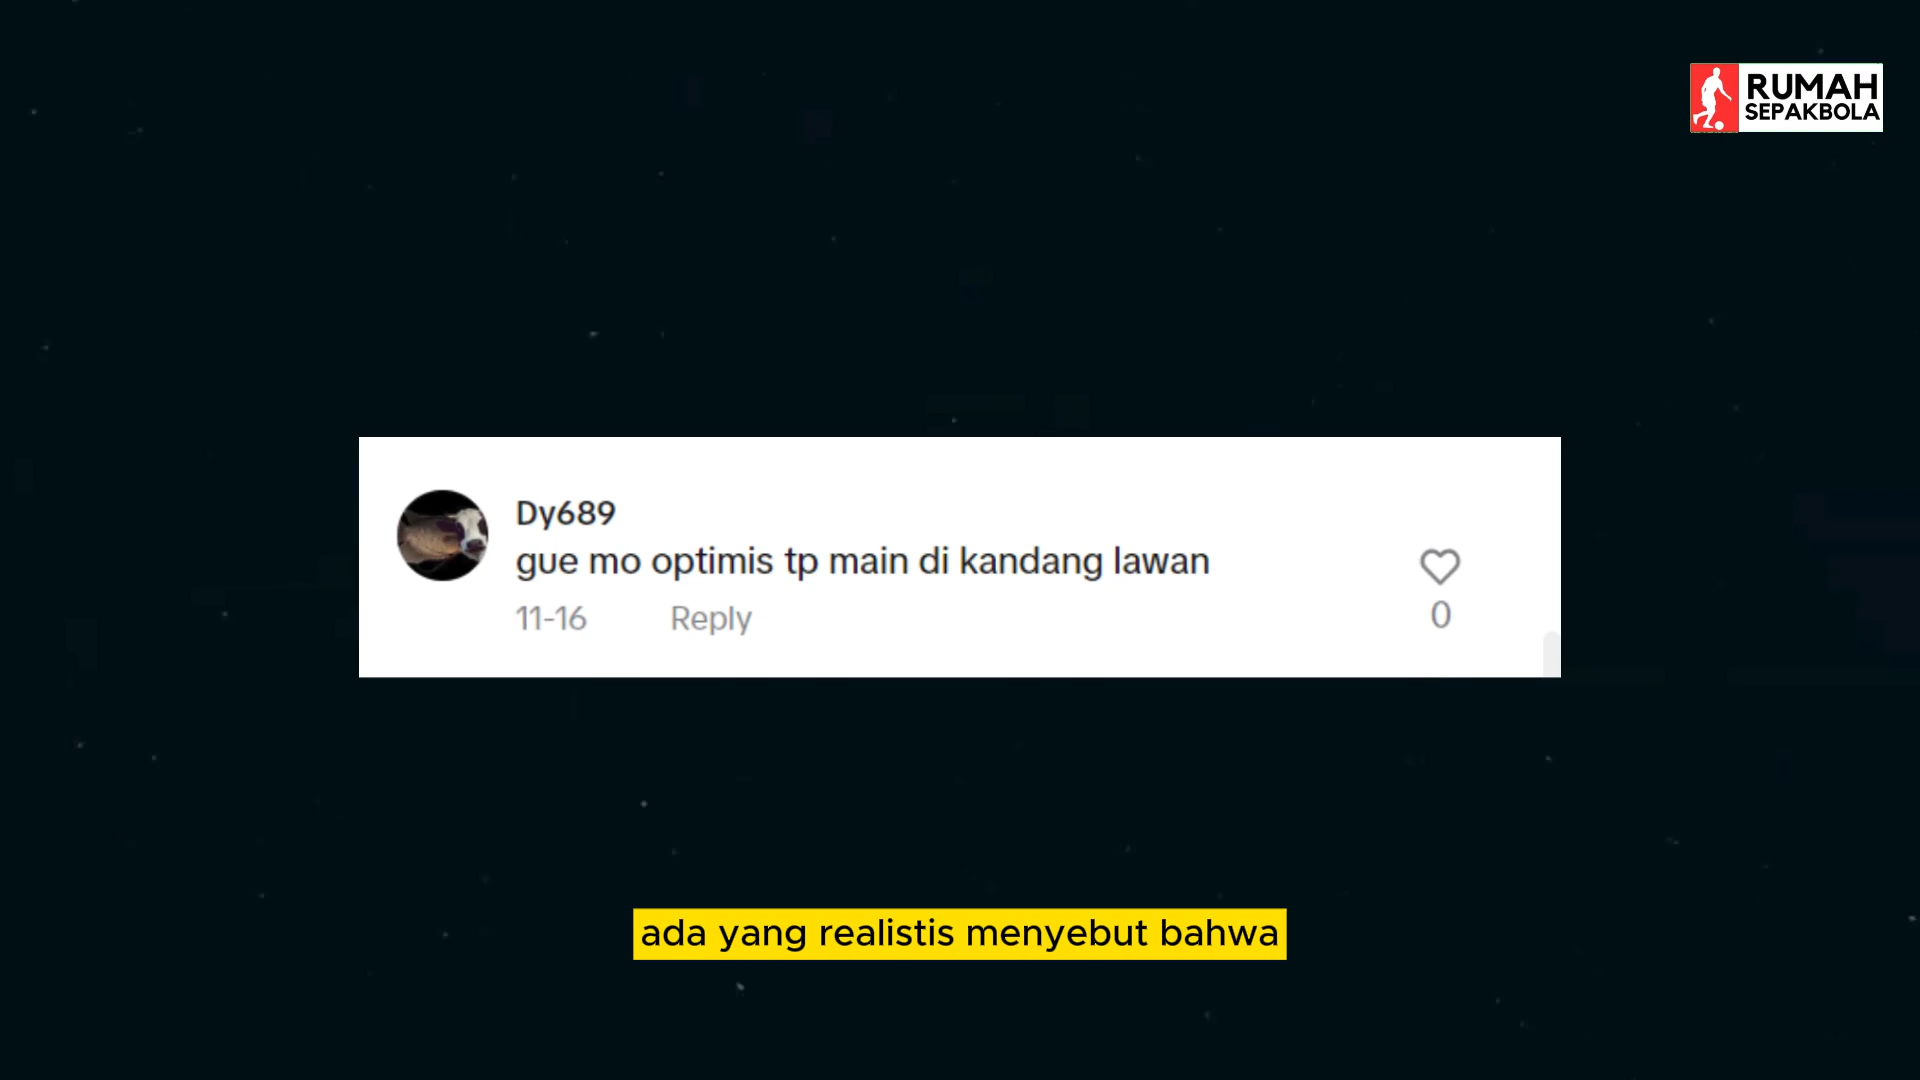 RUMAH
SEPAKBOLA
Dy689
gue mo optimis tp main di kandang lawan
11-16 Reply
0
ada yang realistis menyebut bahwa